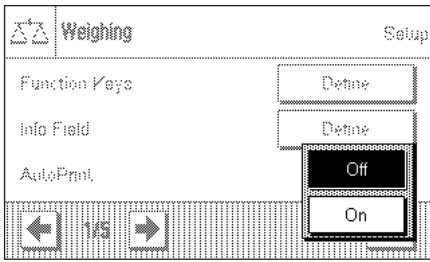 Weighing
Setup
Function Keys
Define
Info Field
Define
AutoPrint
Off
On
1/5